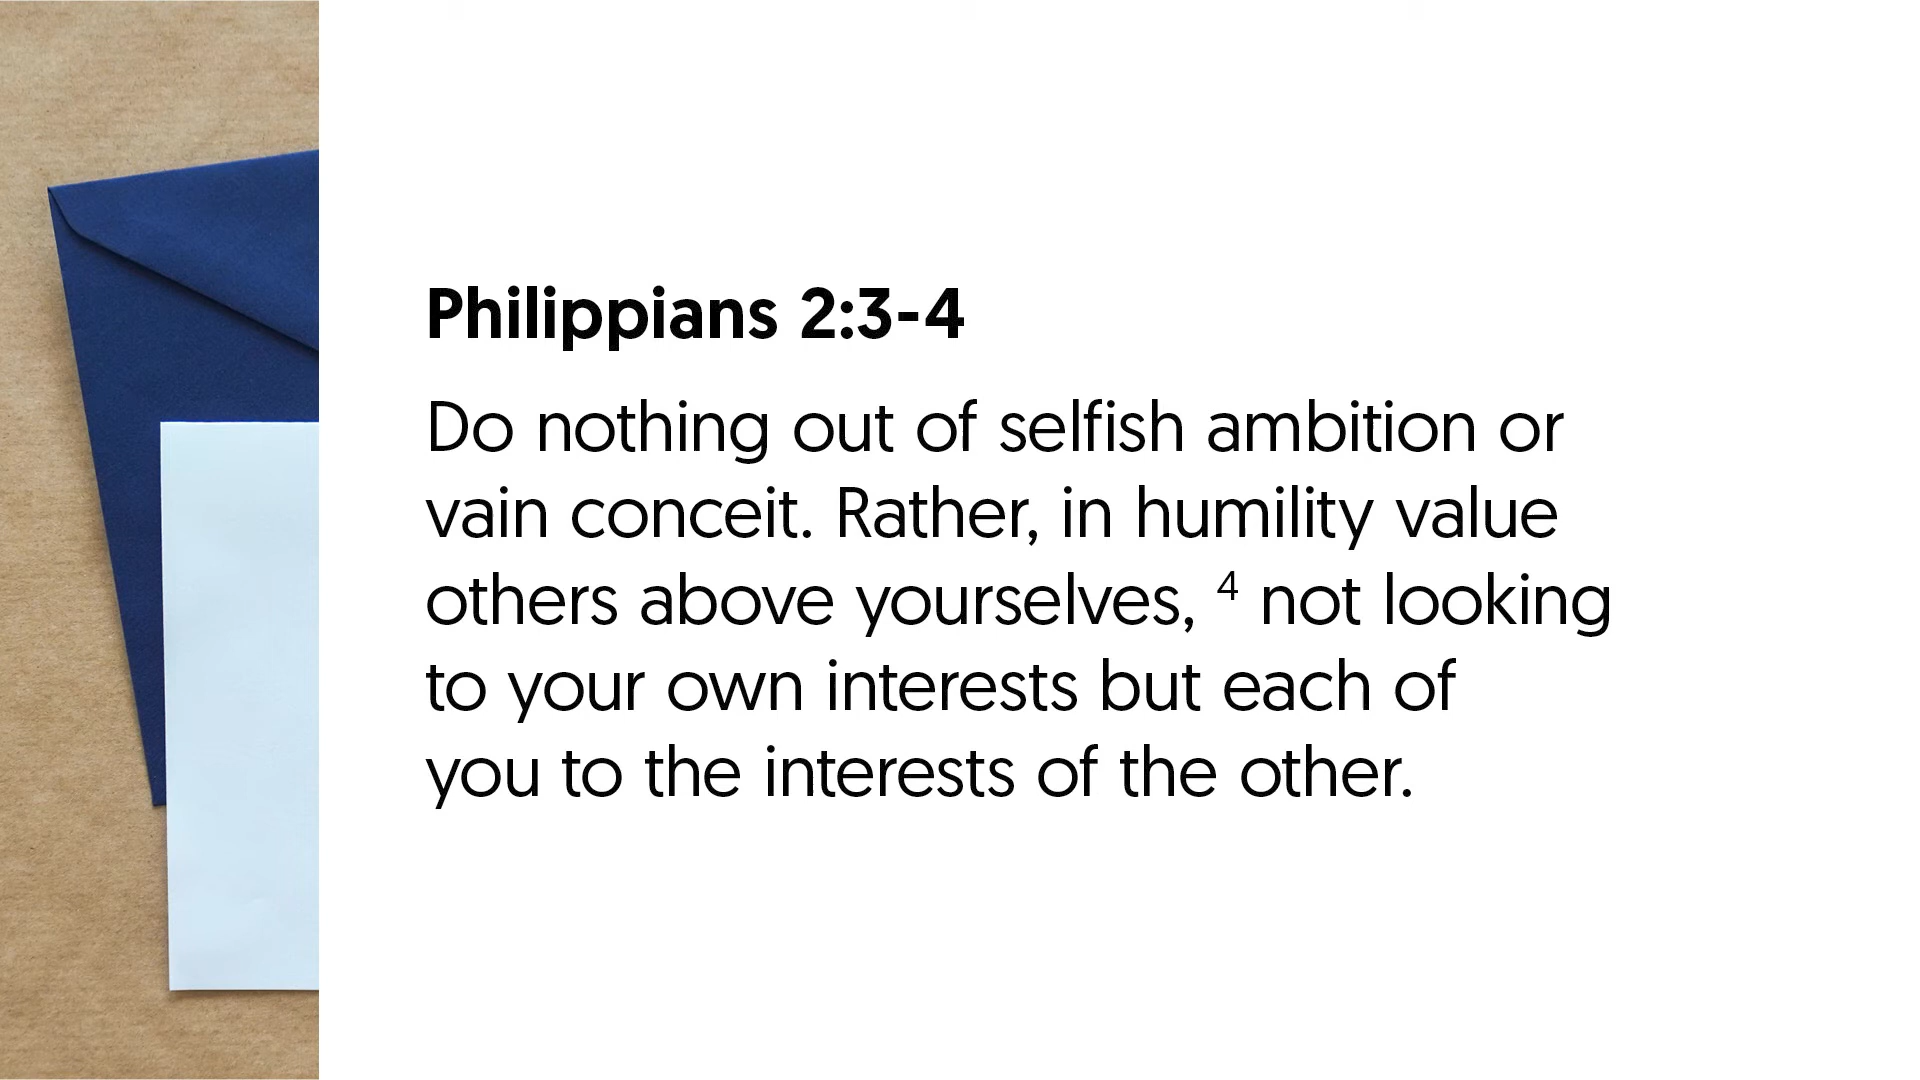 Philippians 2:3-4
Do nothing out of selfish ambition or
vain conceit. Rather, in humility value
others above yourselves, ⁴ not looking
to your own interests but each of
you to the interests of the other.